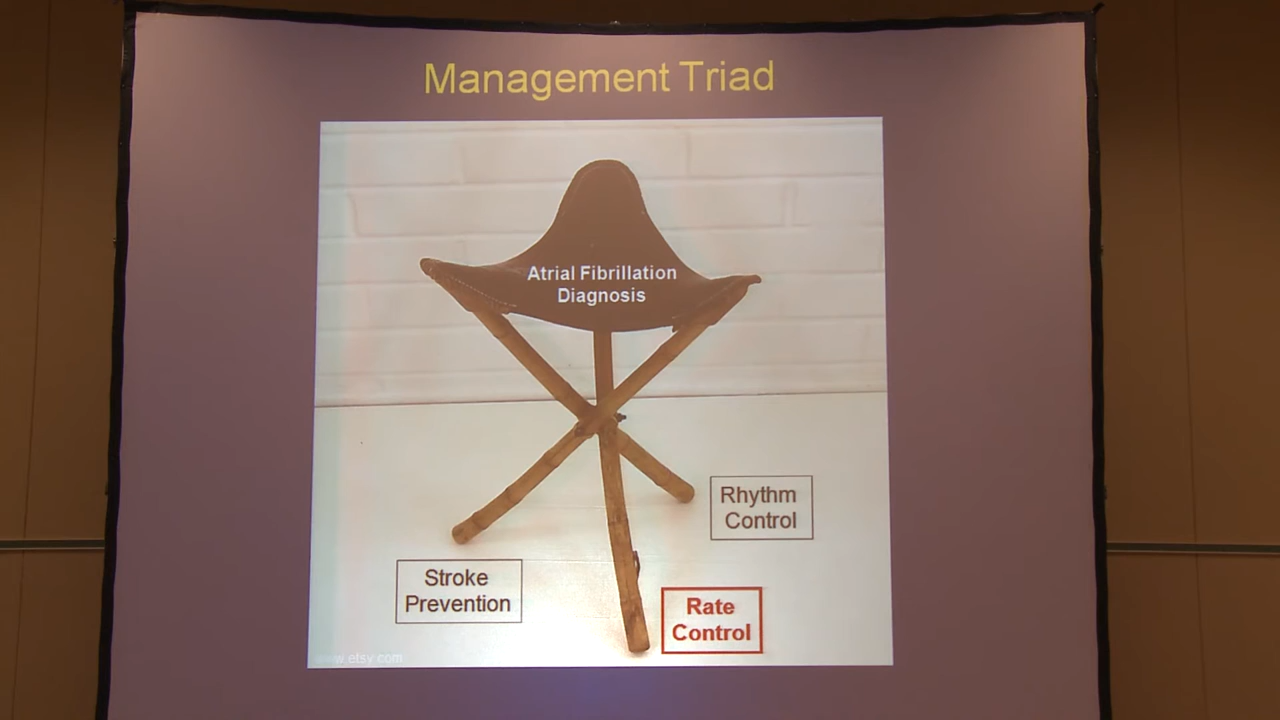 Management Triad
Atrial Fibrillation
Diagnosis
Rhythm
Control
Stroke
Prevention
Rate
Control
www.etsy.com